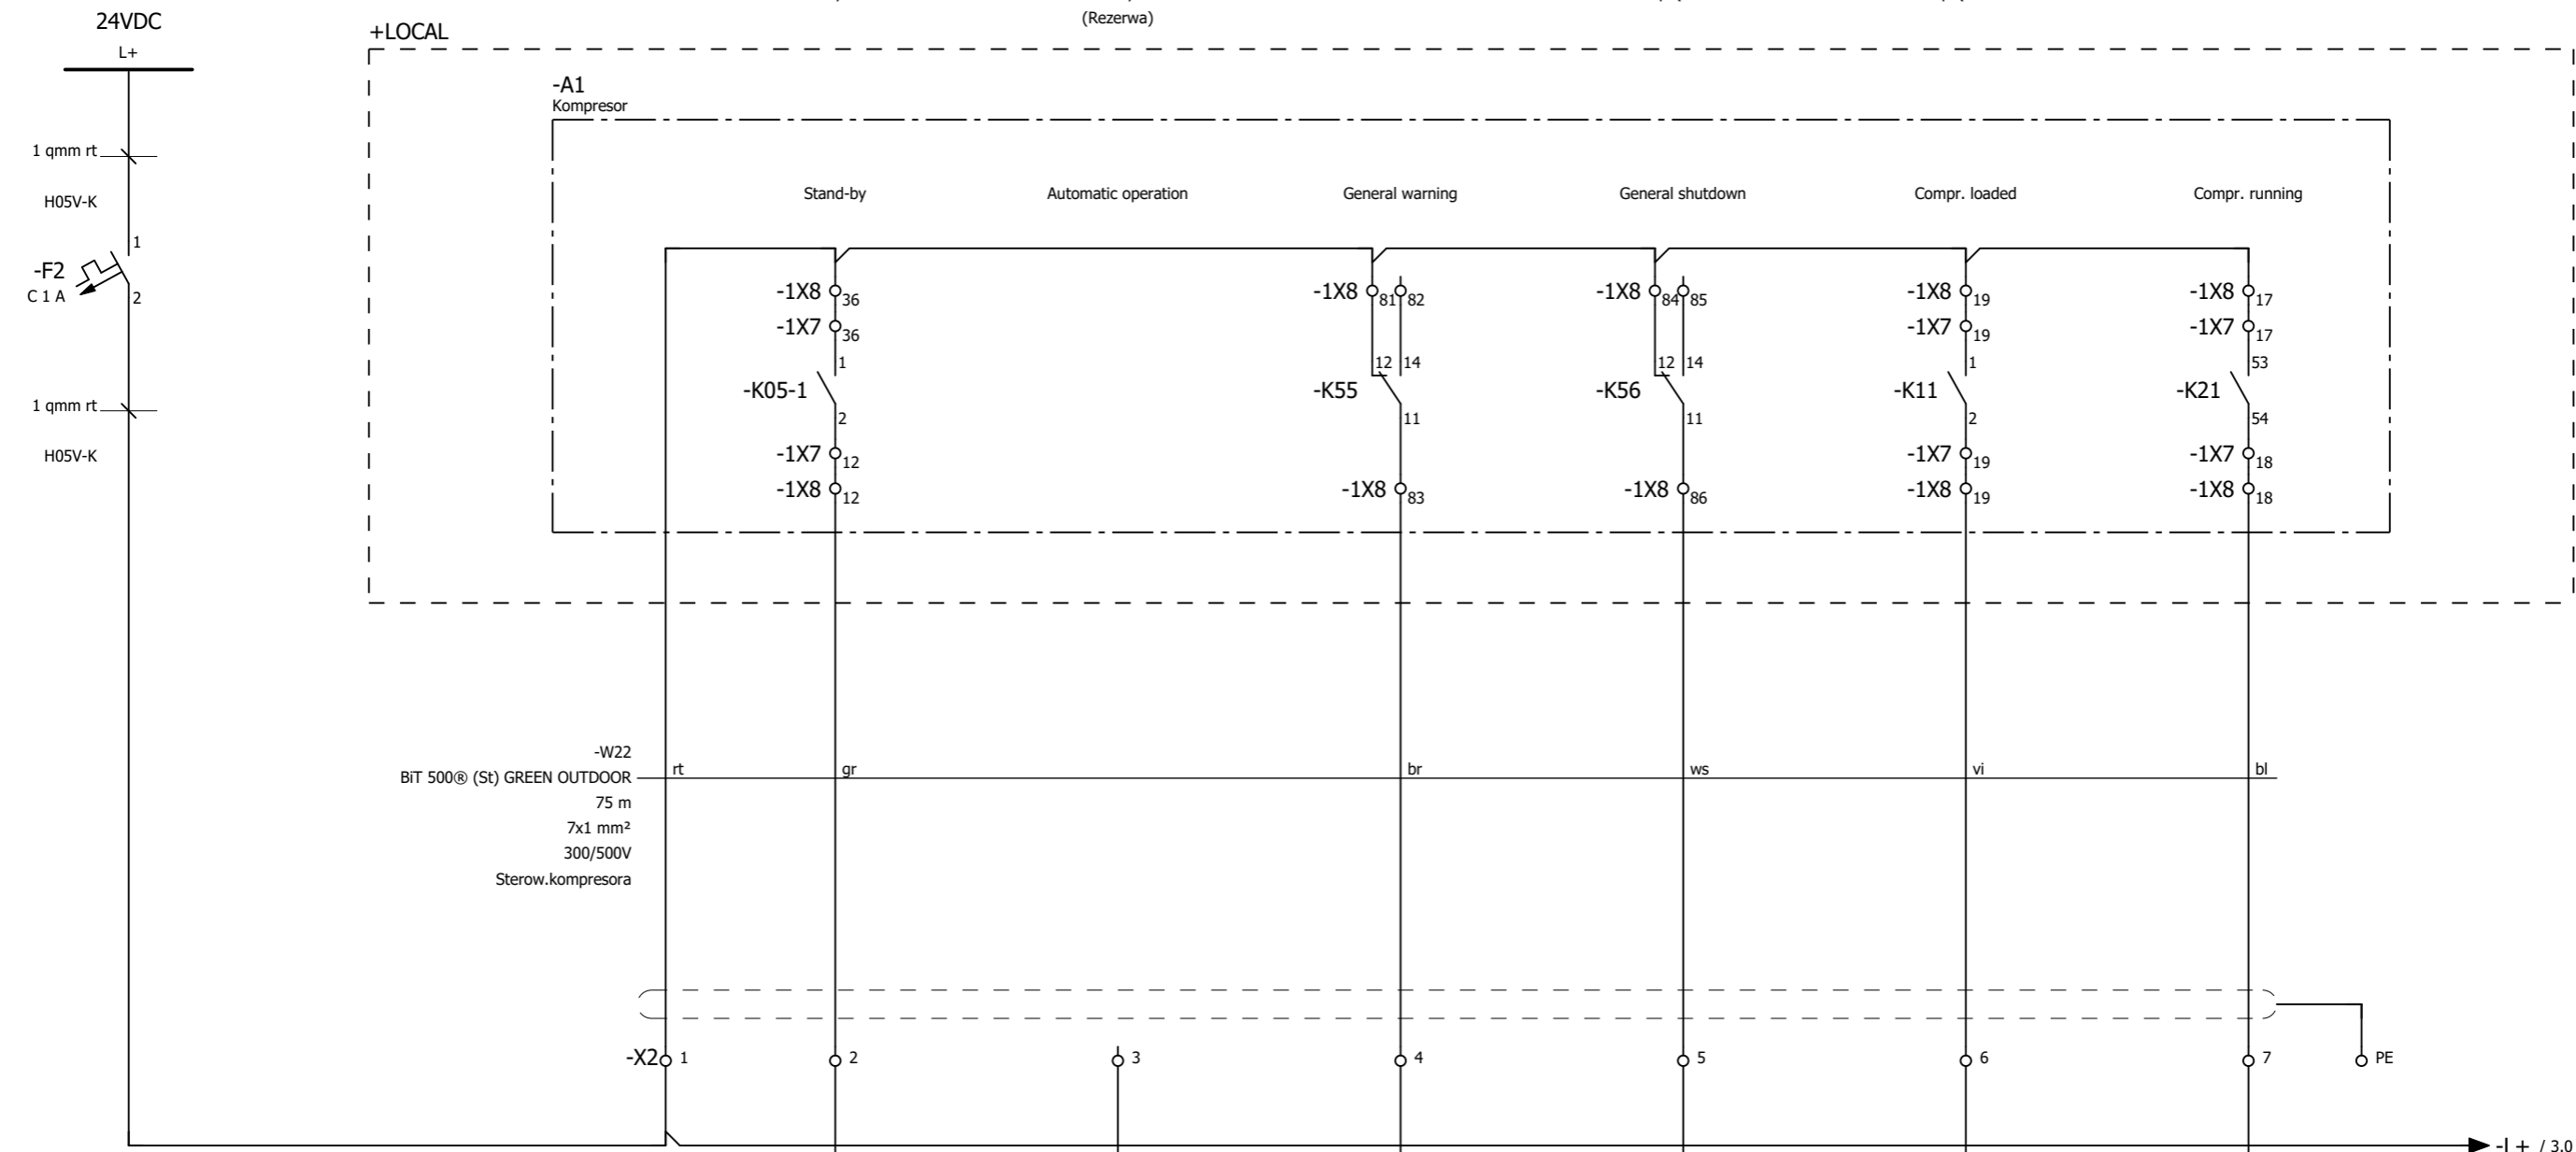 24VDC
(Rezerwa)
+LOCAL
L+
-A1
Kompresor
1 qmm rt
Stand-by
Automatic operation
General warning
General shutdown
Compr. loaded
Compr. running
H05V-K
1
-F2
C 1 A
2
-1X8 36
-1X8 81 82
-1X8 84 85
-1X8 19
-1X8 17
-1X7 36
-1X7 19
-1X7 17
1
12 14
12 14
1
53
-K05-1
-K55
-K56
-K11
-K21
1 qmm rt
2
11
11
2
54
H05V-K
-1X7 12
-1X7 19
-1X7 18
-1X8 12
-1X8 83
-1X8 86
-1X8 19
-1X8 18
-W22
BiT 500® (St) GREEN OUTDOOR
rt
gr
br
ws
vi
bl
75 m
7x1 mm²
300/500V
Sterow.kompresora
-X2 1
2
3
4
5
6
7
PE
/ 3.0